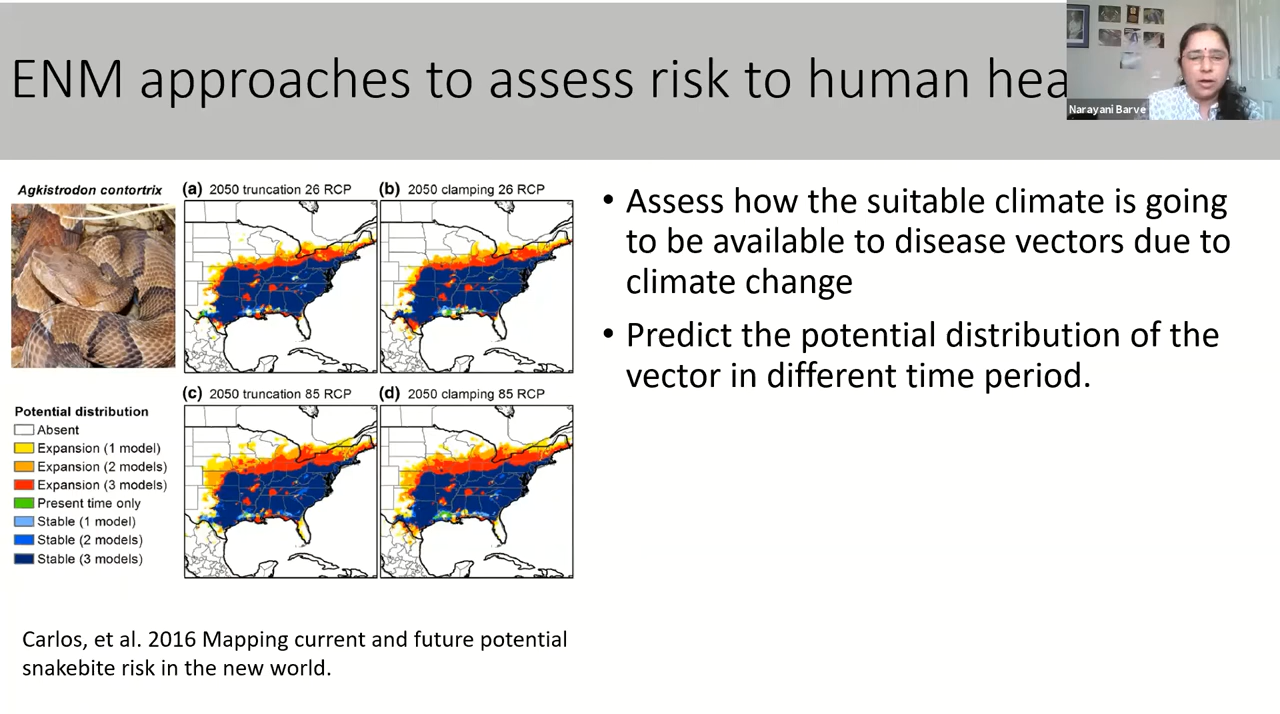 ENM approaches to assess risk to human hea
Narayani Barve
Agkistrodon contortrix
(a) 2050 truncation 26 RCP
(b) 2050 clamping 26 RCP
(c) 2050 truncation 85 RCP
(d) 2050 clamping 85 RCP
Potential distribution
Absent
Expansion (1 model)
Expansion (2 models)
Expansion (3 models)
Present time only
Stable (1 model)
Stable (2 models)
Stable (3 models)
Carlos, et al. 2016 Mapping current and future potential
snakebite risk in the new world.
• Assess how the suitable climate is going
to be available to disease vectors due to
climate change
• Predict the potential distribution of the
vector in different time period.